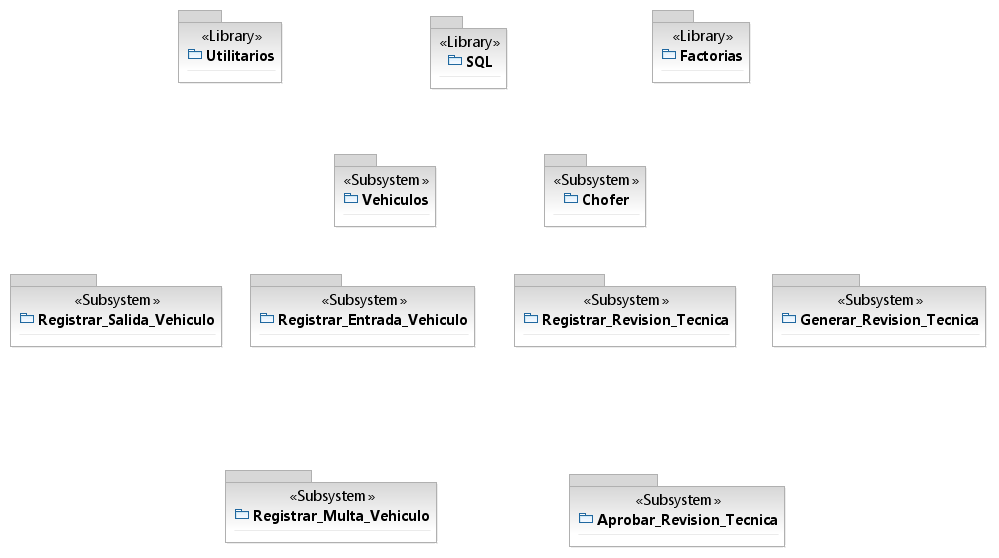 «Library»
Utilitarios
«Library»
SQL
«Library»
Factorias
«Subsystem»
Vehiculos
«Subsystem»
Chofer
«Subsystem»
Registrar_Salida_Vehiculo
«Subsystem»
Registrar_Entrada_Vehiculo
«Subsystem»
Registrar_Revision_Tecnica
«Subsystem»
Generar_Revision_Tecnica
«Subsystem»
Registrar_Multa_Vehiculo
«Subsystem»
Aprobar_Revision_Tecnica